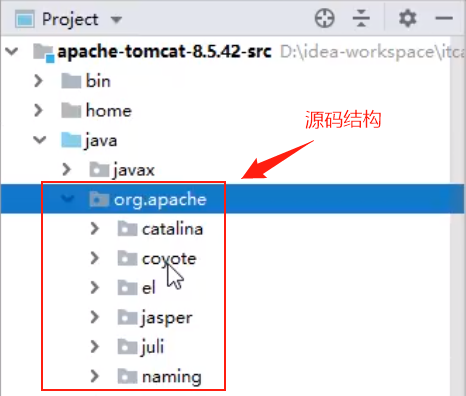 Project
apache-tomcat-8.5.42-src D:\idea-workspace\itca
bin
home
java
源码结构
javax
org.apache
catalina
coyote
el
jasper
juli
naming